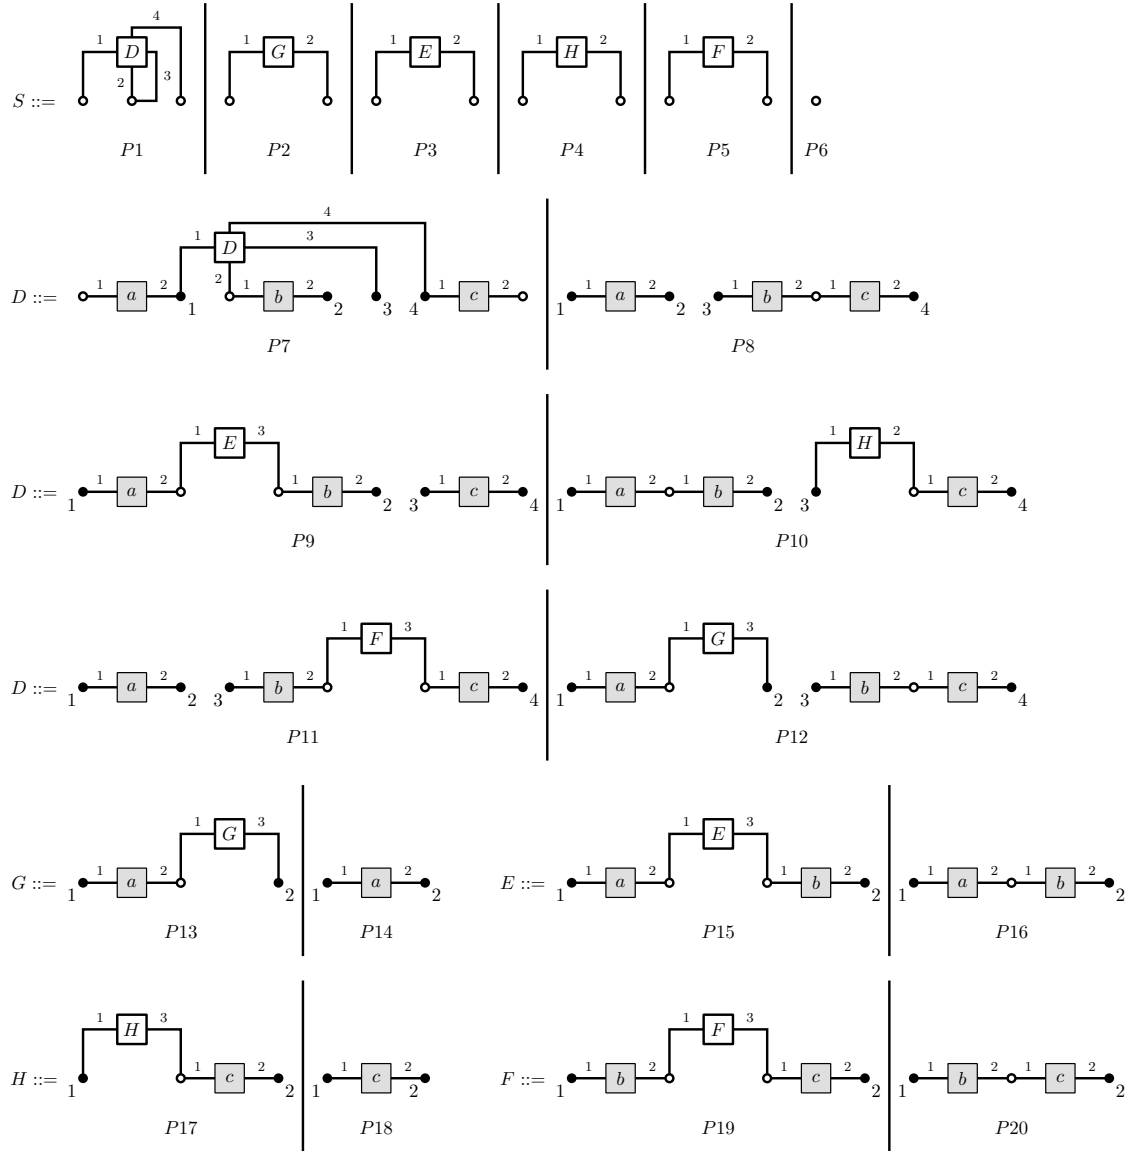 4
1 D 1 G 2 1 E 2 1 H 2 1 F 2
2 3
S ::=
P1 P2 P3 P4 P5 P6
4
1 D 3
2
D ::= 1 a 2 1 b 2 1 c 2 1 a 2 1 b 2 1 c 2
1 2 3 4 1 2 3 4
P7 P8
1 E 3 1 H 2
D ::= 1 a 2 1 b 2 1 c 2 1 a 2 1 b 2 1 c 2
1 2 3 4 1 2 3 4
P9 P10
1 F 3 1 G 3
D ::= 1 a 2 1 b 2 1 c 2 1 a 2 1 b 2 1 c 2
1 2 3 4 1 2 3 4
P11 P12
1 G 3 1 E 3
G ::= 1 a 2 1 a 2 E ::= 1 a 2 1 b 2 1 a 2 1 b 2
1 2 1 2 1 2 1 2
P13 P14 P15 P16
1 H 3 1 F 3
H ::= 1 c 2 1 c 2 F ::= 1 b 2 1 c 2 1 b 2 1 c 2
1 2 1 2 1 2 1 2
P17 P18 P19 P20